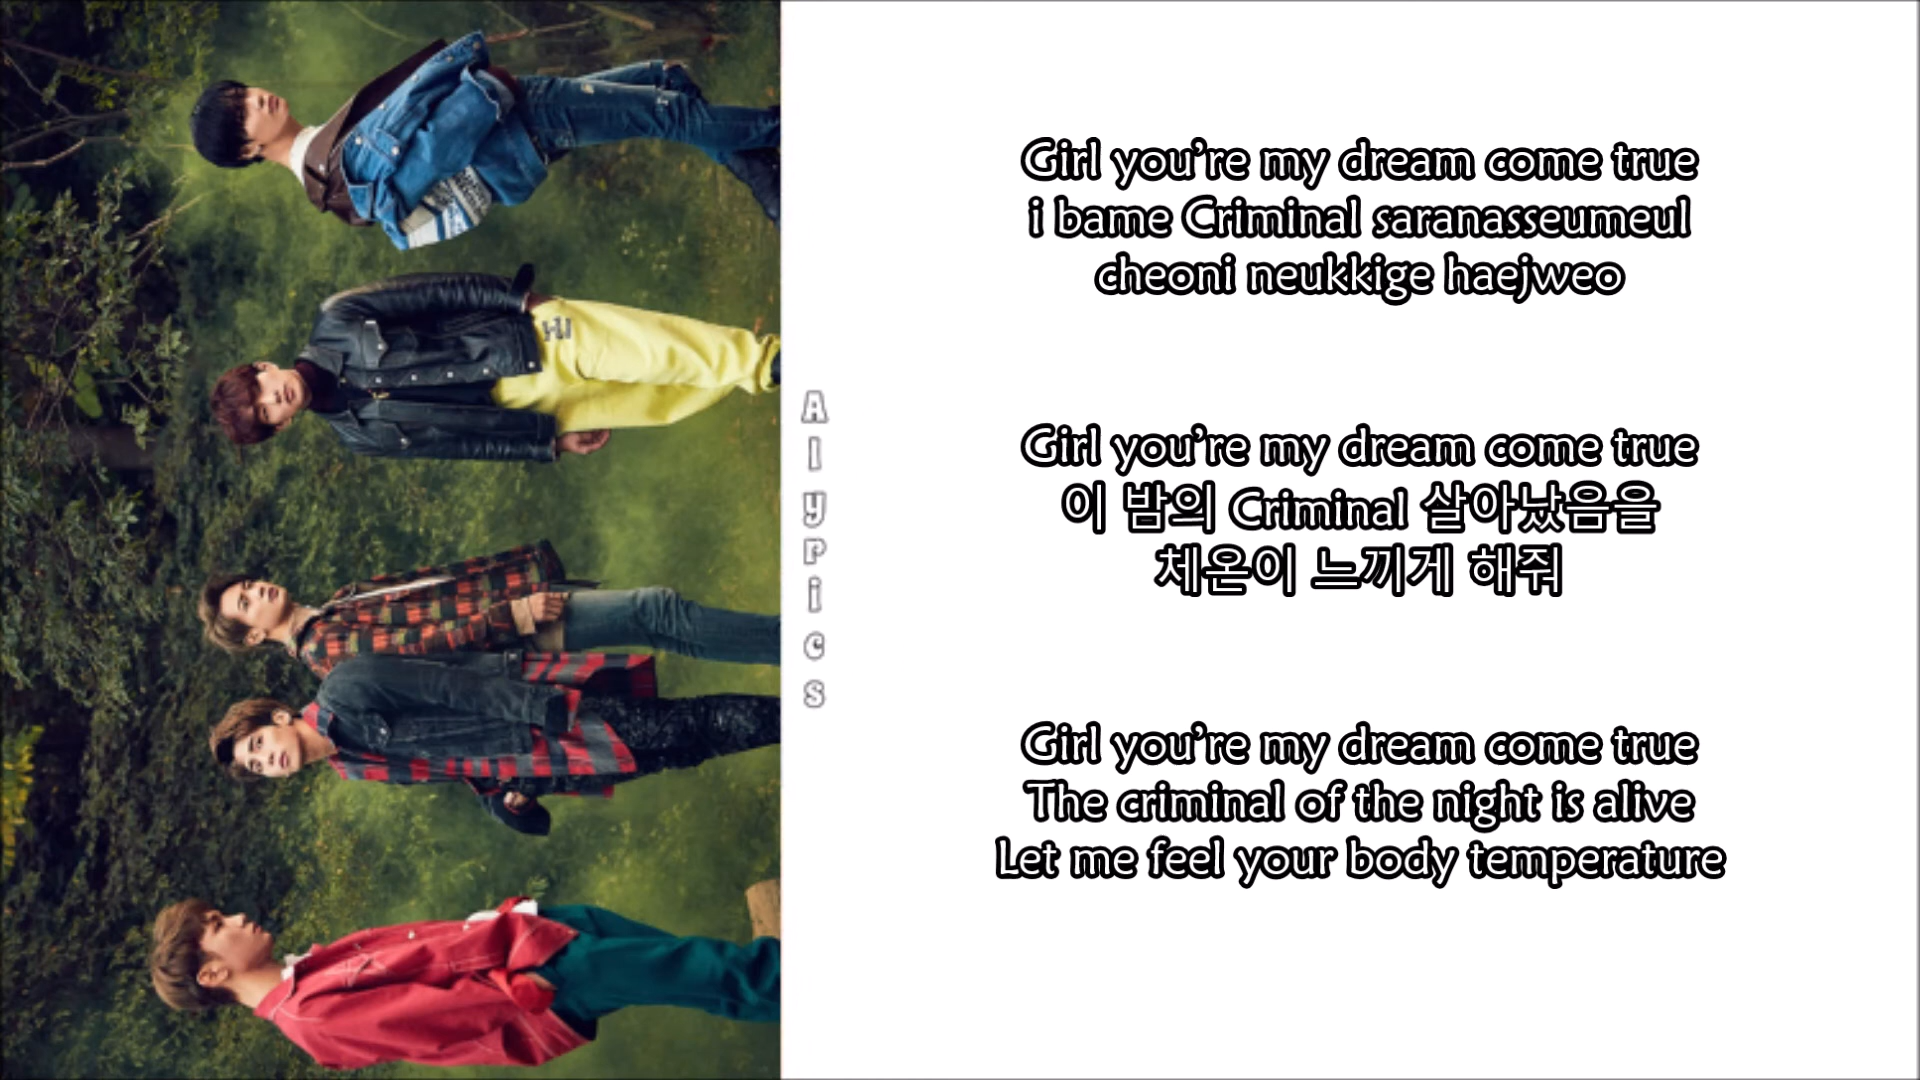 A
l
y
p
i
c
s
Girl you’re my dream come true
i bame Criminal saranasseumeul
cheoni neukkige haejweo
Girl you’re my dream come true
이 밤의 Criminal 살아났음을
체온이 느끼게 해줘
Girl you’re my dream come true
The criminal of the night is alive
Let me feel your body temperature